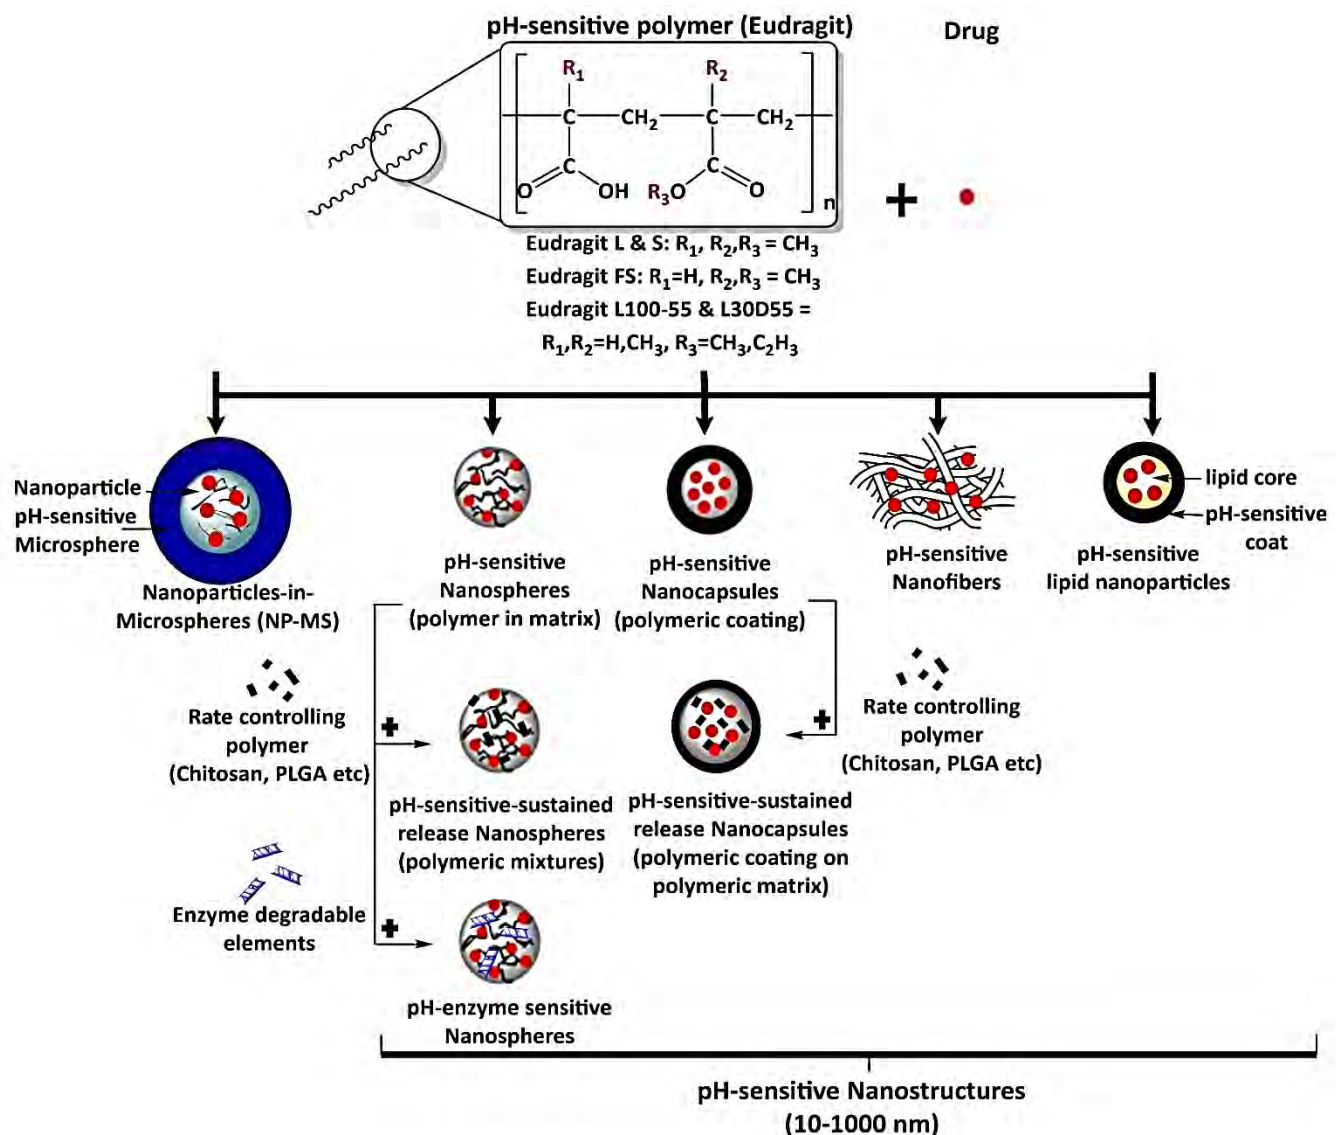 pH-sensitive polymer (Eudragit)
Drug
R1
R2
C
CH2
C
CH2
C
C
O
OH
R3O
O
n
+
Eudragit L & S: R1, R2,R3 = CH3
Eudragit FS: R1=H, R2,R3 = CH3
Eudragit L100-55 & L30D55 =
R1,R2=H,CH3, R3=CH3,C2H3
Nanoparticle
pH-sensitive
Microsphere
Nanoparticles-in-
Microspheres (NP-MS)
pH-sensitive
Nanospheres
(polymer in matrix)
pH-sensitive
Nanocapsules
(polymeric coating)
pH-sensitive
Nanofibers
lipid core
pH-sensitive
coat
pH-sensitive
lipid nanoparticles
Rate controlling
polymer
(Chitosan, PLGA etc)
+
pH-sensitive-sustained
release Nanospheres
(polymeric mixtures)
+
pH-sensitive-sustained
release Nanocapsules
(polymeric coating on
polymeric matrix)
Rate controlling
polymer
(Chitosan, PLGA etc)
Enzyme degradable
elements
+
pH-enzyme sensitive
Nanospheres
pH-sensitive Nanostructures
(10-1000 nm)